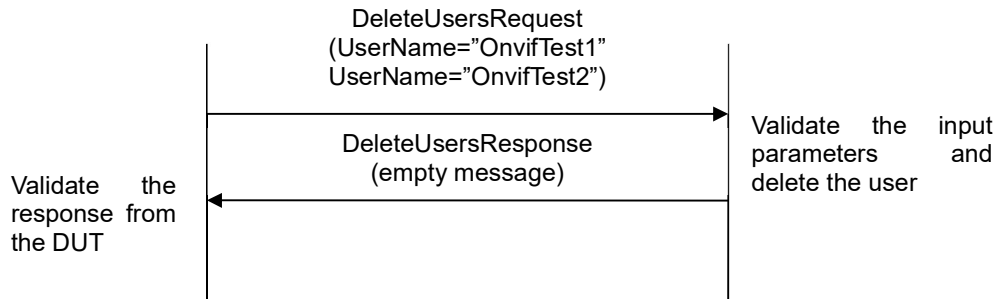 DeleteUsersRequest
(UserName=”OnvifTest1”
UserName=”OnvifTest2”)
Validate the input
parameters and
delete the user
DeleteUsersResponse
(empty message)
Validate the
response from
the DUT